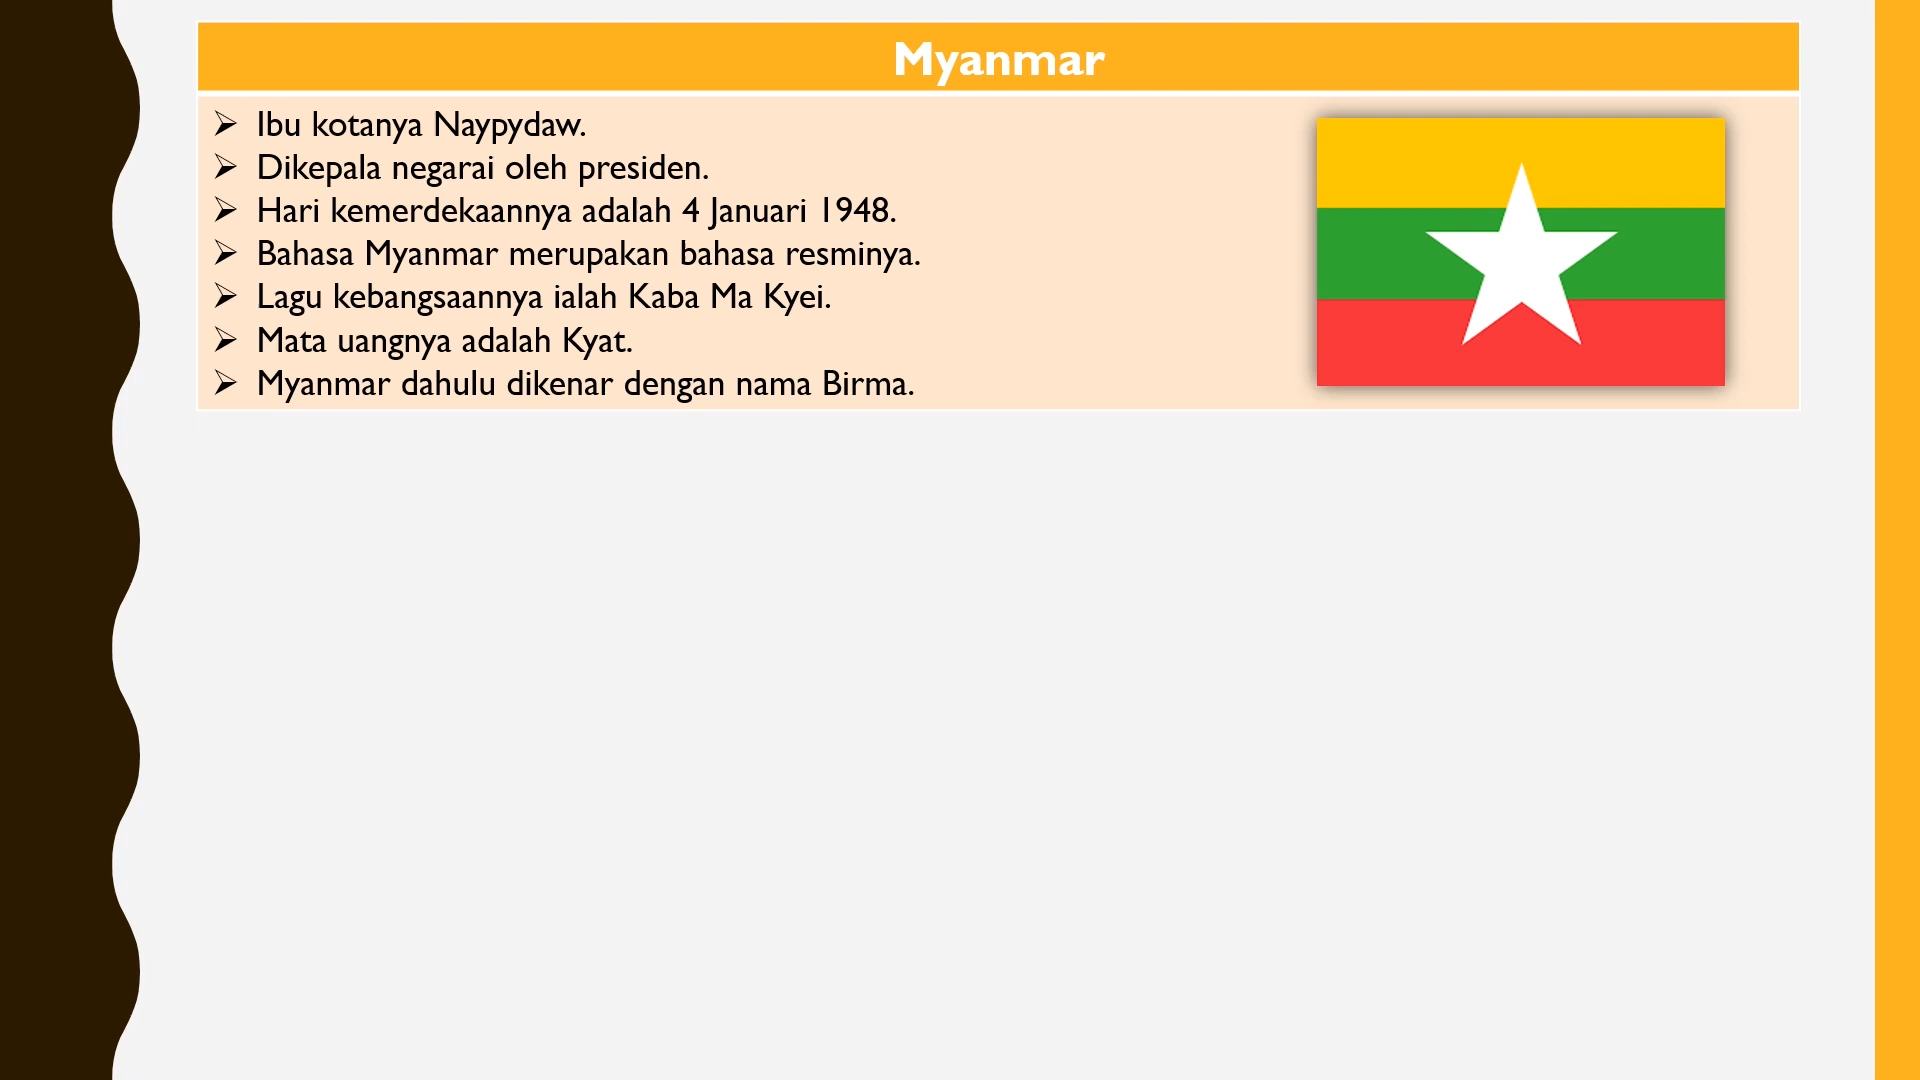 Myanmar
Ibu kotanya Naypydaw.
Dikepala negarai oleh presiden.
Hari kemerdekaannya adalah 4 Januari 1948.
Bahasa Myanmar merupakan bahasa resminya.
Lagu kebangsaannya ialah Kaba Ma Kyei.
Mata uangnya adalah Kyat.
Myanmar dahulu dikenar dengan nama Birma.